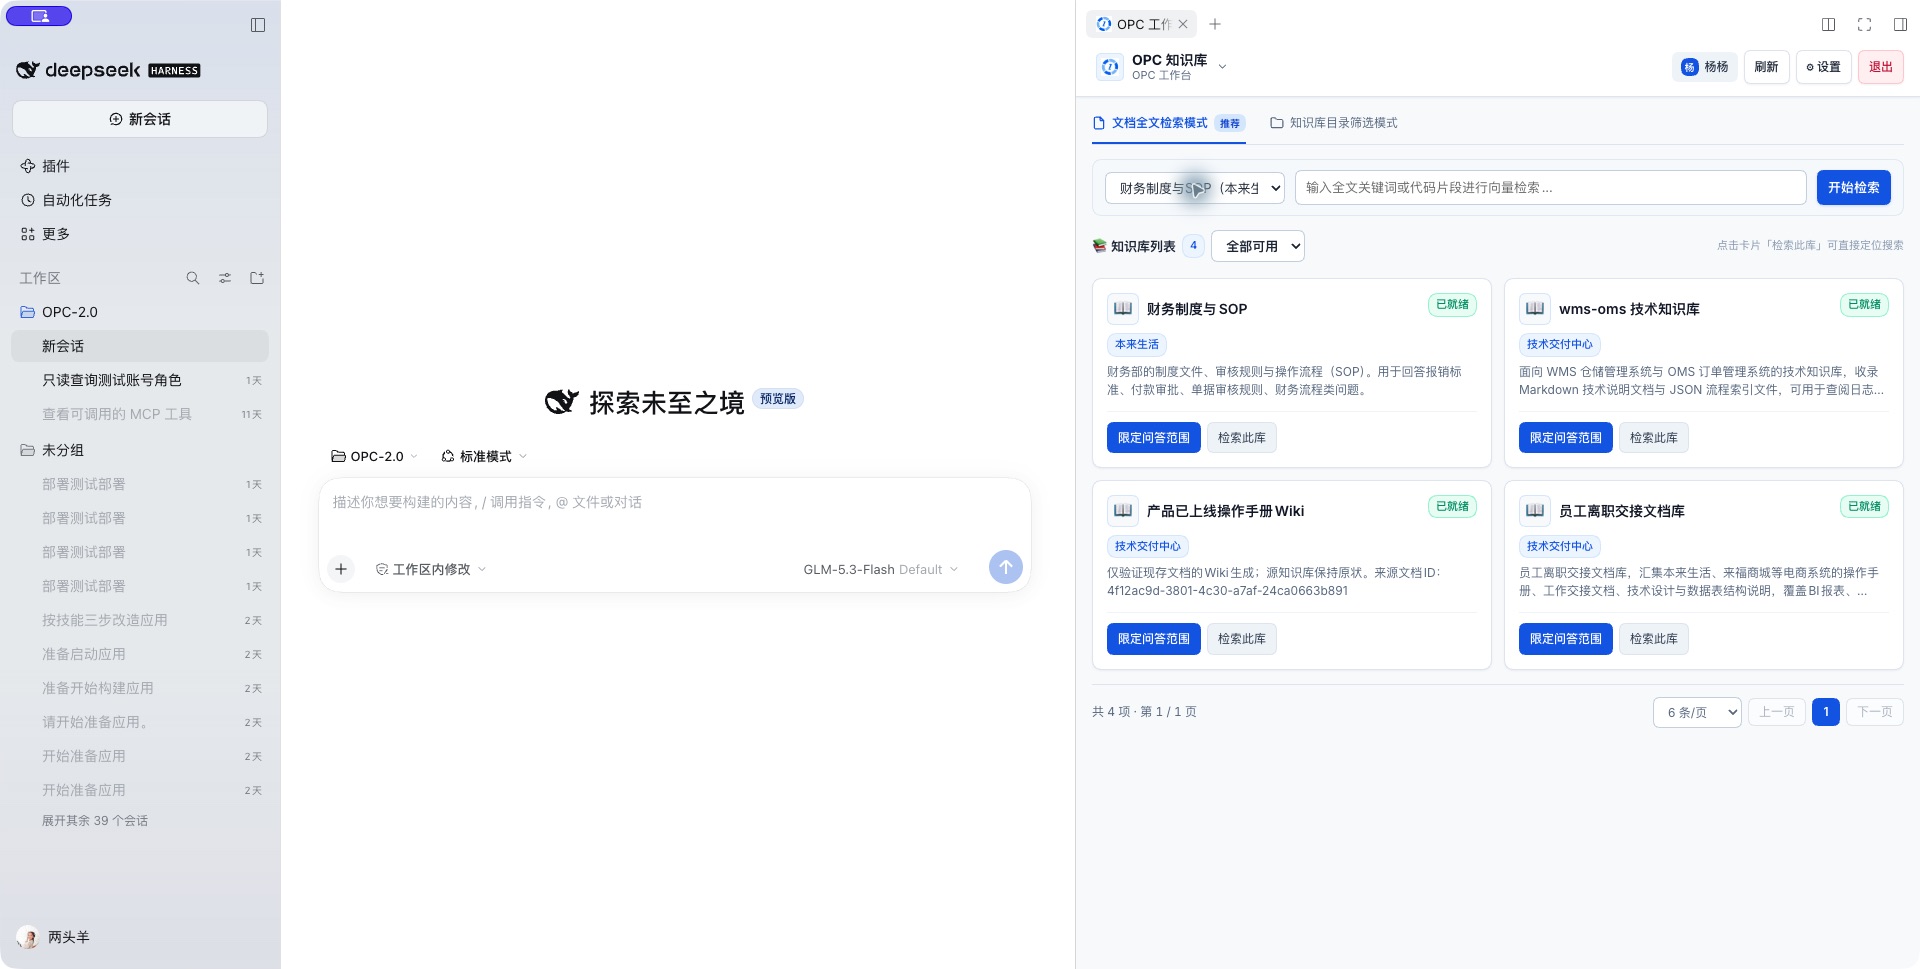 deepseek HARNESS
新会话
插件
自动化任务
更多
工作区
OPC-2.0
新会话
只读查询测试账号角色 1天
查看可调用的 MCP 工具 11天
未分组
部署测试部署 1天
部署测试部署 1天
部署测试部署 1天
部署测试部署 1天
按技能三步改造应用 2天
准备启动应用 2天
准备开始构建应用 2天
请开始准备应用。 2天
开始准备应用 2天
开始准备应用 2天
展开其余 39 个会话
两头羊
探索未至之境 预览版
OPC-2.0 标准模式
描述你想要构建的内容, / 调用指令, @ 文件或对话
工作区内修改 GLM-5.3-Flash Default
OPC 工作
OPC 知识库
OPC 工作台
杨 杨杨 刷新 设置 退出
文档全文检索模式 推荐 知识库目录筛选模式
财务制度与SOP（本来生 输入全文关键词或代码片段进行向量检索... 开始检索
知识库列表 4 全部可用 点击卡片「检索此库」可直接定位搜索
财务制度与 SOP 已就绪
本来生活
财务部的制度文件、审核规则与操作流程（SOP）。用于回答报销标
准、付款审批、单据审核规则、财务流程类问题。
限定问答范围 检索此库
wms-oms 技术知识库 已就绪
技术交付中心
面向 WMS 仓储管理系统与 OMS 订单管理系统的技术知识库，收录
Markdown 技术说明文档与 JSON 流程索引文件，可用于查阅日志...
限定问答范围 检索此库
产品已上线操作手册 Wiki 已就绪
技术交付中心
仅验证现存文档的 Wiki 生成；源知识库保持原状。来源文档 ID：
4f12ac9d-3801-4c30-a7af-24ca0663b891
限定问答范围 检索此库
员工离职交接文档库 已就绪
技术交付中心
员工离职交接文档库，汇集本来生活、来福商城等电商系统的操作手
册、工作交接文档、技术设计与数据表结构说明，覆盖 BI 报表、...
限定问答范围 检索此库
共 4 项 · 第 1 / 1 页 6 条/页 上一页 1 下一页